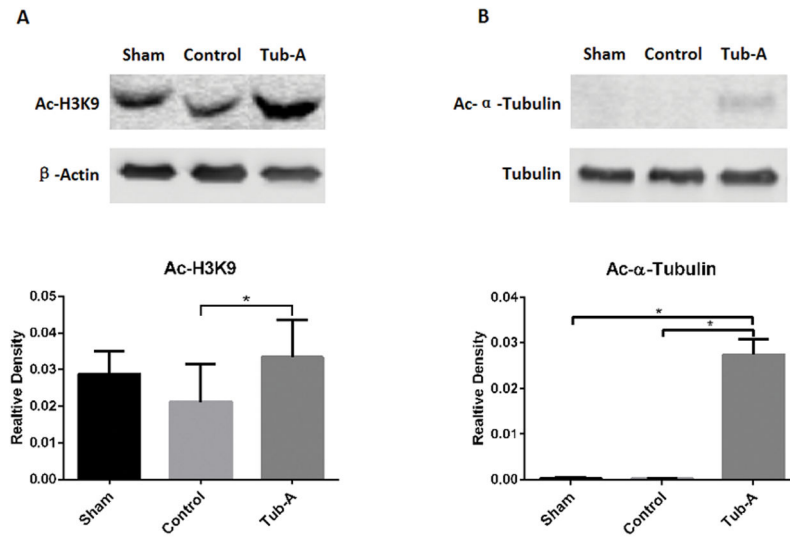 A
Sham Control Tub-A
Ac-H3K9
β-Actin
Ac-H3K9
Realtive Density
0.05
0.04
0.03
0.02
0.01
0.00
*
Sham
Control
Tub-A
B
Sham Control Tub-A
Ac-α-Tubulin
Tubulin
Ac-α-Tubulin
Realtive Density
0.04
0.03
0.02
0.01
0.00
*
*
Sham
Control
Tub-A